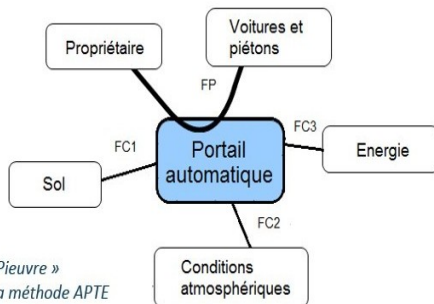 Propriétaire
Voitures et
piétons
FP
FC1
FC3
Portail
automatique
Energie
Sol
FC2
Conditions
atmosphériques
Pieuvre »
a méthode APTE